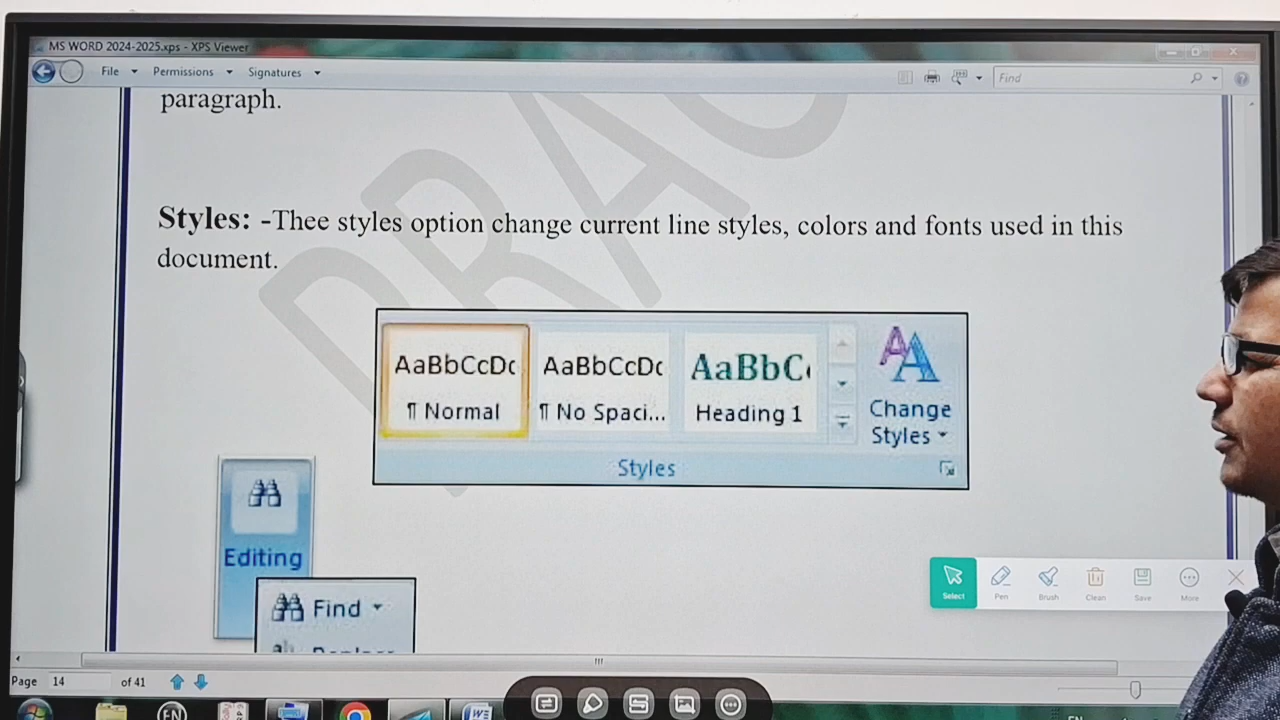 MS WORD 2024-2025.xps - XPS Viewer
File Permissions Signatures Find
paragraph.
Styles: -Thee styles option change current line styles, colors and fonts used in this
document.
AaBbCcDc AaBbCcDc AaBbC
¶ Normal ¶ No Spaci... Heading 1 Change
Styles
Styles
Editing
Find
Select Pen Brush Clean Save More
Page 14 of 41
EN
EN